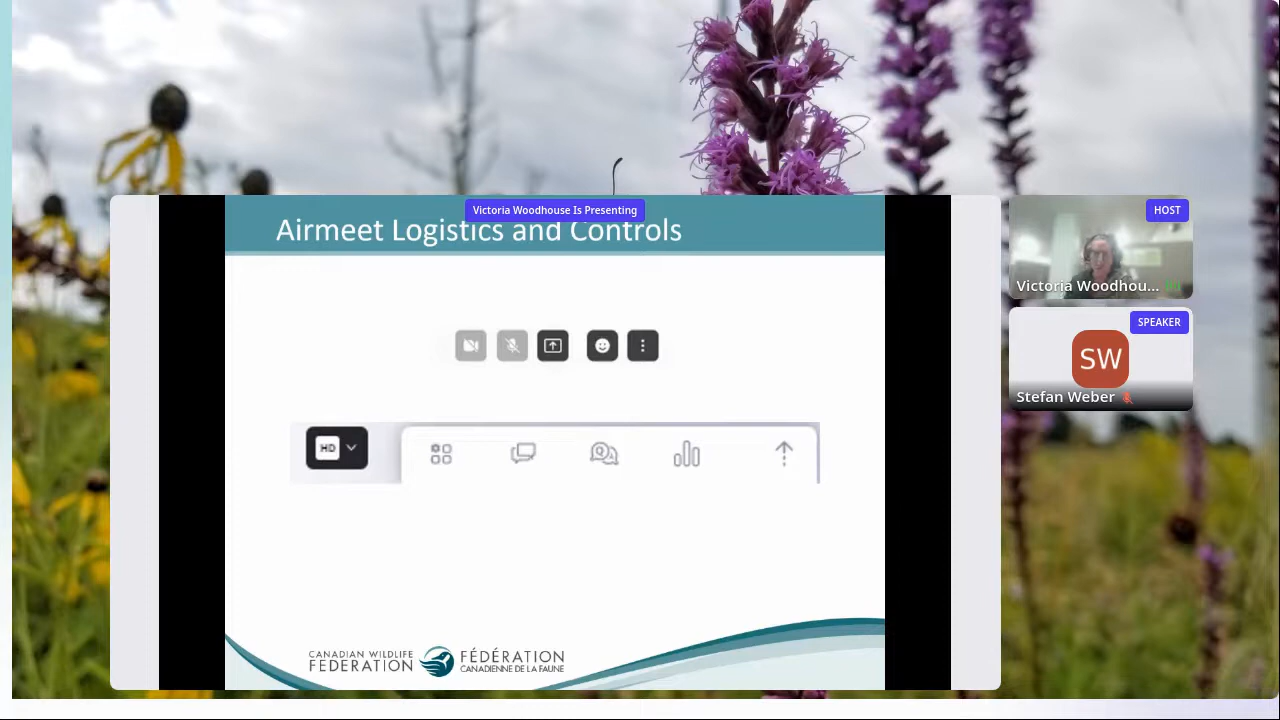 Victoria Woodhouse Is Presenting
Airmeet Logistics and Controls
HD
CANADIAN WILDLIFE
FEDERATION
FÉDÉRATION
CANADIENNE DE LA FAUNE
HOST
Victoria Woodhou...
SPEAKER
SW
Stefan Weber